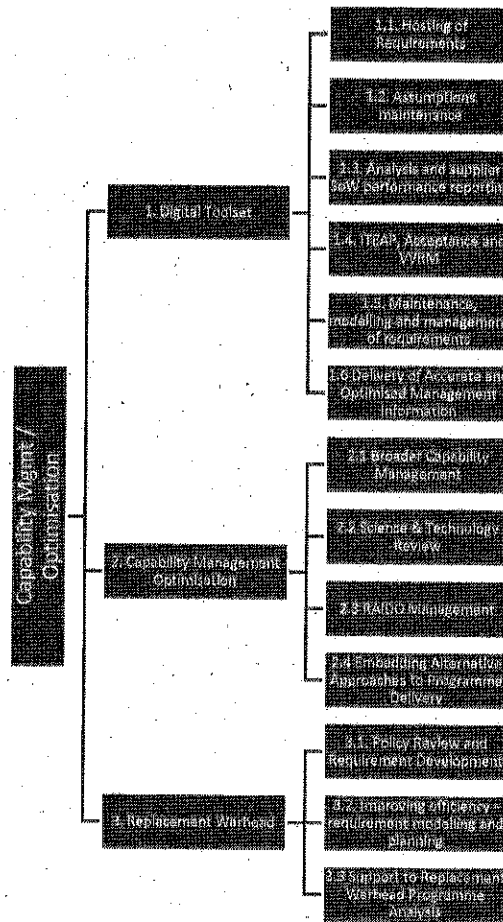 Capability Mgmt /
Optimisation
1. Digital Toolset
1.1. Hosting of
Requirements
1.2. Assumptions
maintenance
1.3. Analysis and supplier
SoW performance reporting
1.4. ITEAP, Acceptance and
VVRM
1.5. Maintenance,
modelling and management
of requirements
1.6 Delivery of Accurate and
Optimised Management
Information
2. Capability Management
Optimisation
2.1 Broader Capability
Management
2.2 Science & Technology
Review
2.3 RAIDO Management
2.4 Embedding Alternative
Approaches to Programme
Delivery
3. Replacement Warhead
3.1. Policy Review and
Requirement Development
3.2. Improving efficiency,
requirement modelling and
planning
3.3 Support to Replacement
Warhead Programme
Analysis